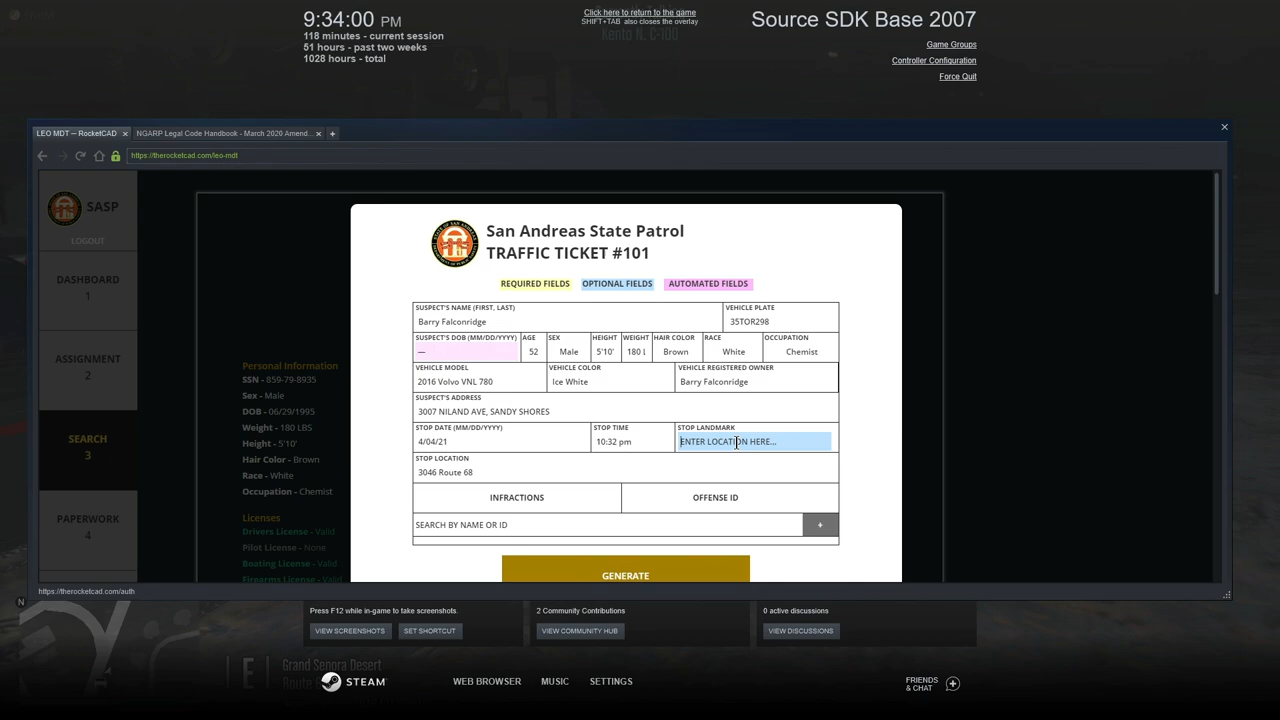 9:34:00 PM
118 minutes - current session
51 hours - past two weeks
1028 hours - total
Click here to return to the game
SHIFT+TAB also closes the overlay
Kento N. C-100
Source SDK Base 2007
Game Groups
Controller Configuration
Force Quit
LEO MDT — RocketCAD
NGARP Legal Code Handbook - March 2020 Amend...
https://therocketcad.com/leo-mdt
SASP
LOGOUT
DASHBOARD
1
ASSIGNMENT
2
SEARCH
3
PAPERWORK
4
Personal Information
SSN - 859-79-8935
Sex - Male
DOB - 06/29/1995
Weight - 180 LBS
Height - 5'10'
Hair Color - Brown
Race - White
Occupation - Chemist
Licenses
Drivers License - Valid
Pilot License - None
Boating License - Valid
Firearms License - Valid
San Andreas State Patrol
TRAFFIC TICKET #101
REQUIRED FIELDS OPTIONAL FIELDS AUTOMATED FIELDS
SUSPECT'S NAME (FIRST, LAST) VEHICLE PLATE
Barry Falconridge 35TOR298
SUSPECT'S DOB (MM/DD/YYYY) AGE SEX HEIGHT WEIGHT HAIR COLOR RACE OCCUPATION
— 52 Male 5'10' 180 L Brown White Chemist
VEHICLE MODEL VEHICLE COLOR VEHICLE REGISTERED OWNER
2016 Volvo VNL 780 Ice White Barry Falconridge
SUSPECT'S ADDRESS
3007 NILAND AVE, SANDY SHORES
STOP DATE (MM/DD/YYYY) STOP TIME STOP LANDMARK
4/04/21 10:32 pm ENTER LOCATION HERE...
STOP LOCATION
3046 Route 68
INFRACTIONS OFFENSE ID
SEARCH BY NAME OR ID +
GENERATE
https://therocketcad.com/auth
Press F12 while in-game to take screenshots.
VIEW SCREENSHOTS SET SHORTCUT
2 Community Contributions
VIEW COMMUNITY HUB
0 active discussions
VIEW DISCUSSIONS
N
E
Grand Senora Desert
STEAM
WEB BROWSER MUSIC SETTINGS
FRIENDS
& CHAT